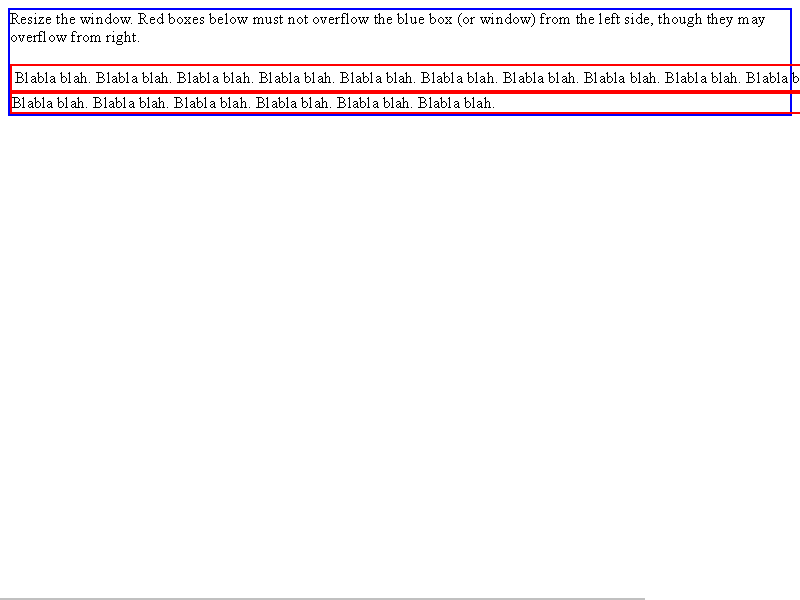 Resize the window. Red boxes below must not overflow the blue box (or window) from the left side, though they may
overflow from right.
Blabla blah. Blabla blah. Blabla blah. Blabla blah. Blabla blah. Blabla blah. Blabla blah. Blabla blah. Blabla blah. Blabla b
Blabla blah. Blabla blah. Blabla blah. Blabla blah. Blabla blah. Blabla blah.